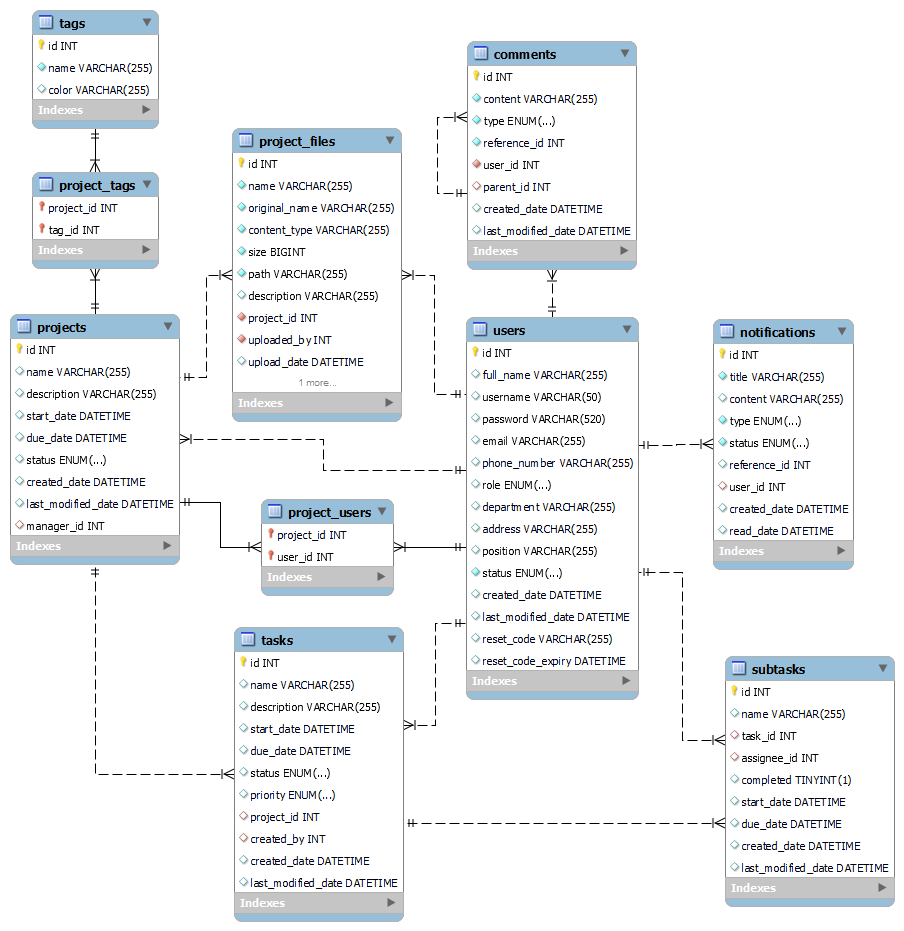 tags
id INT
name VARCHAR(255)
color VARCHAR(255)
Indexes
project_tags
project_id INT
tag_id INT
Indexes
projects
id INT
name VARCHAR(255)
description VARCHAR(255)
start_date DATETIME
due_date DATETIME
status ENUM(...)
created_date DATETIME
last_modified_date DATETIME
manager_id INT
Indexes
project_files
id INT
name VARCHAR(255)
original_name VARCHAR(255)
content_type VARCHAR(255)
size BIGINT
path VARCHAR(255)
description VARCHAR(255)
project_id INT
uploaded_by INT
upload_date DATETIME
1 more...
Indexes
project_users
project_id INT
user_id INT
Indexes
tasks
id INT
name VARCHAR(255)
description VARCHAR(255)
start_date DATETIME
due_date DATETIME
status ENUM(...)
priority ENUM(...)
project_id INT
created_by INT
created_date DATETIME
last_modified_date DATETIME
Indexes
comments
id INT
content VARCHAR(255)
type ENUM(...)
reference_id INT
user_id INT
parent_id INT
created_date DATETIME
last_modified_date DATETIME
Indexes
users
id INT
full_name VARCHAR(255)
username VARCHAR(50)
password VARCHAR(520)
email VARCHAR(255)
phone_number VARCHAR(255)
role ENUM(...)
department VARCHAR(255)
address VARCHAR(255)
position VARCHAR(255)
status ENUM(...)
created_date DATETIME
last_modified_date DATETIME
reset_code VARCHAR(255)
reset_code_expiry DATETIME
Indexes
notifications
id INT
title VARCHAR(255)
content VARCHAR(255)
type ENUM(...)
status ENUM(...)
reference_id INT
user_id INT
created_date DATETIME
read_date DATETIME
Indexes
subtasks
id INT
name VARCHAR(255)
task_id INT
assignee_id INT
completed TINYINT(1)
start_date DATETIME
due_date DATETIME
created_date DATETIME
last_modified_date DATETIME
Indexes